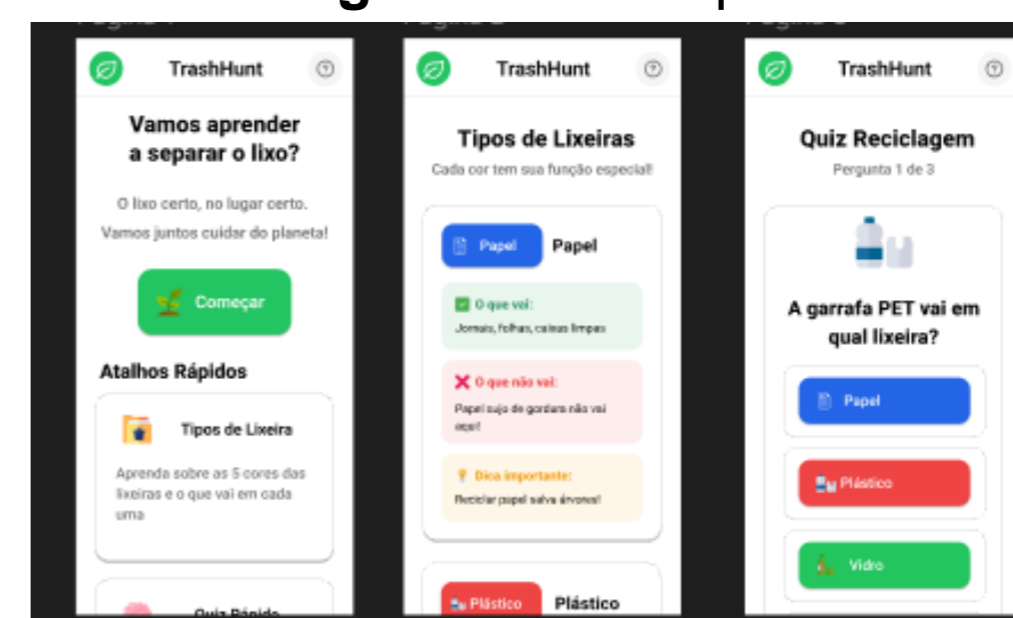 TrashHunt
Vamos aprender
a separar o lixo?
O lixo certo, no lugar certo.
Vamos juntos cuidar do planeta!
Começar
Atalhos Rápidos
Tipos de Lixeira
Aprenda sobre as 5 cores das
lixeiras e o que vai em cada
uma
TrashHunt
Tipos de Lixeiras
Cada cor tem sua função especial!
Papel
Papel
O que vai:
Jornais, folhas, caixas limpas
O que não vai:
Papel sujo de gordura não vai
aqui!
Dica importante:
Reciclar papel salva árvores!
Plástico
Plástico
TrashHunt
Quiz Reciclagem
Pergunta 1 de 3
A garrafa PET vai em
qual lixeira?
Papel
Plástico
Vidro